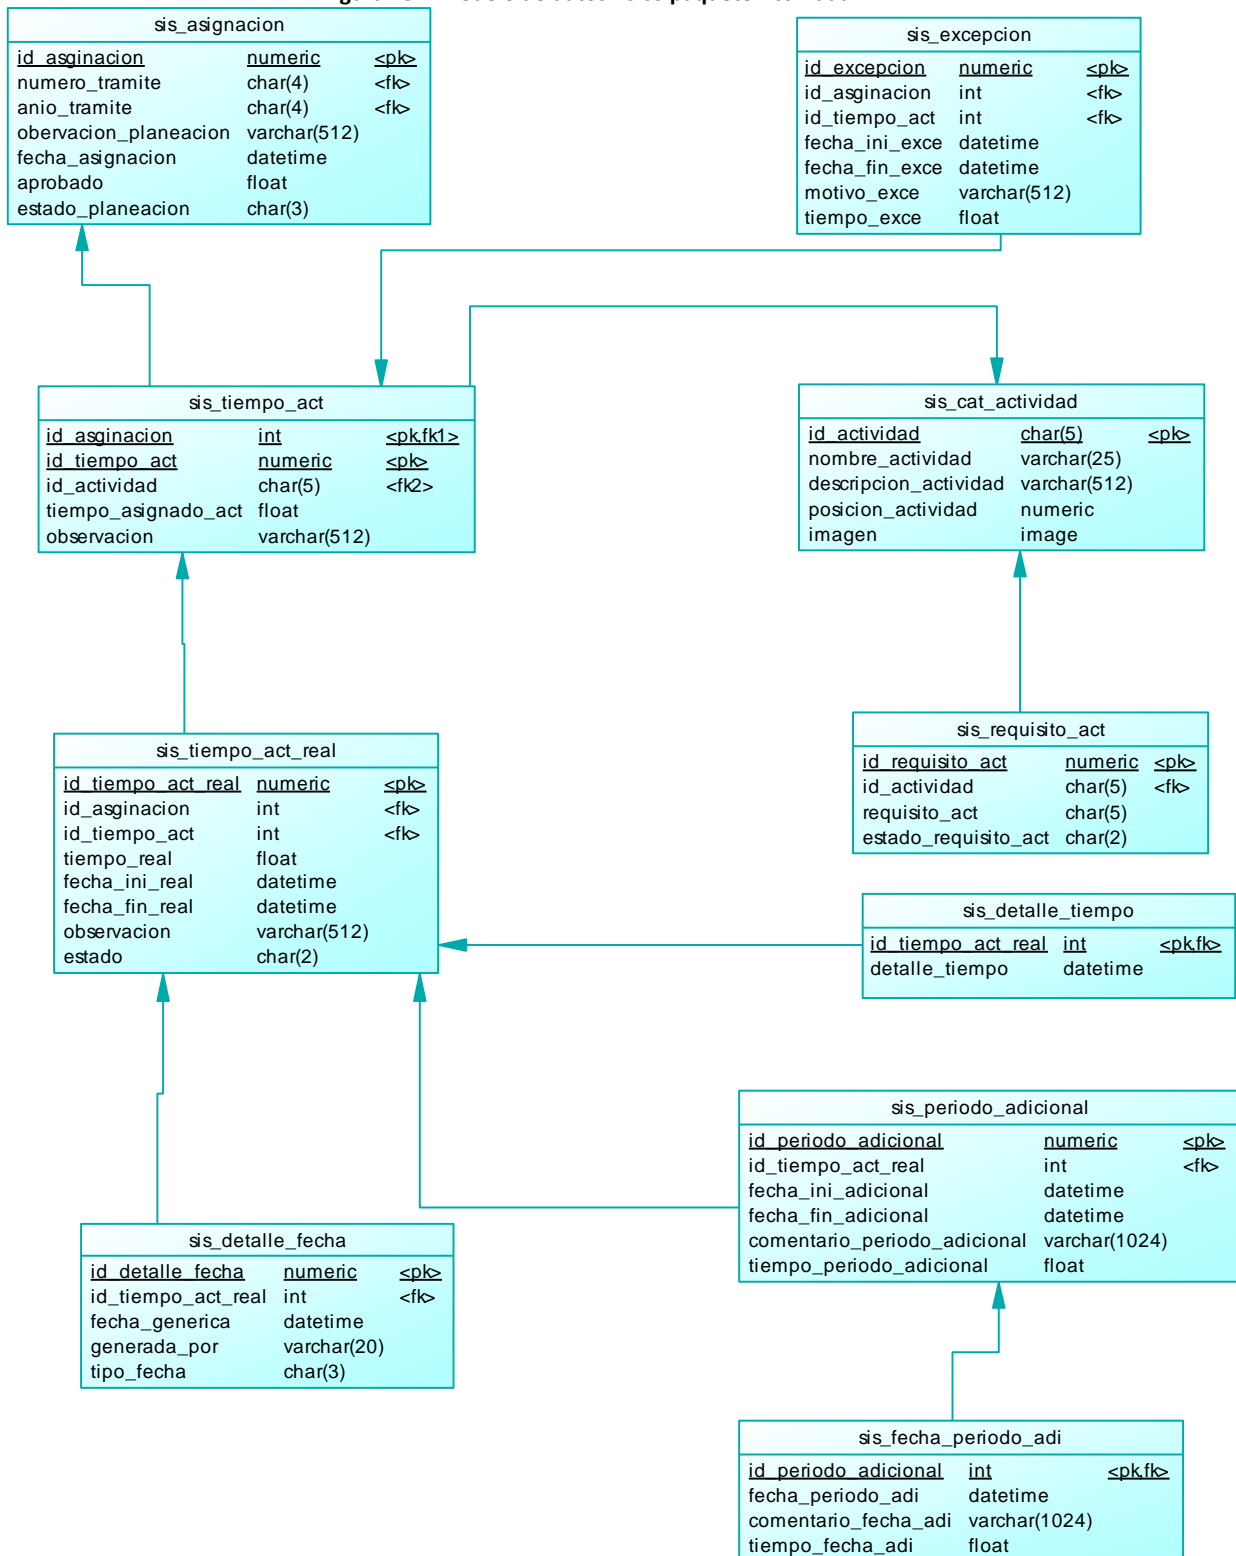 sis_asignacion
id_asginacion numeric <pk>
numero_tramite char(4) <fk>
anio_tramite char(4) <fk>
obervacion_planeacion varchar(512)
fecha_asignacion datetime
aprobado float
estado_planeacion char(3)
sis_excepcion
id_excepcion numeric <pk>
id_asginacion int <fk>
id_tiempo_act int <fk>
fecha_ini_exce datetime
fecha_fin_exce datetime
motivo_exce varchar(512)
tiempo_exce float
sis_tiempo_act
id_asginacion int <pk,fk1>
id_tiempo_act numeric <pk>
id_actividad char(5) <fk2>
tiempo_asignado_act float
observacion varchar(512)
sis_cat_actividad
id_actividad char(5) <pk>
nombre_actividad varchar(25)
descripcion_actividad varchar(512)
posicion_actividad numeric
imagen image
sis_tiempo_act_real
id_tiempo_act_real numeric <pk>
id_asginacion int <fk>
id_tiempo_act int <fk>
tiempo_real float
fecha_ini_real datetime
fecha_fin_real datetime
observacion varchar(512)
estado char(2)
sis_requisito_act
id_requisito_act numeric <pk>
id_actividad char(5) <fk>
requisito_act char(5)
estado_requisito_act char(2)
sis_detalle_tiempo
id_tiempo_act_real int <pk,fk>
detalle_tiempo datetime
sis_periodo_adicional
id_periodo_adicional numeric <pk>
id_tiempo_act_real int <fk>
fecha_ini_adicional datetime
fecha_fin_adicional datetime
comentario_periodo_adicional varchar(1024)
tiempo_periodo_adicional float
sis_detalle_fecha
id_detalle_fecha numeric <pk>
id_tiempo_act_real int <fk>
fecha_generica datetime
generada_por varchar(20)
tipo_fecha char(3)
sis_fecha_periodo_adi
id_periodo_adicional int <pk,fk>
fecha_periodo_adi datetime
comentario_fecha_adi varchar(1024)
tiempo_fecha_adi float